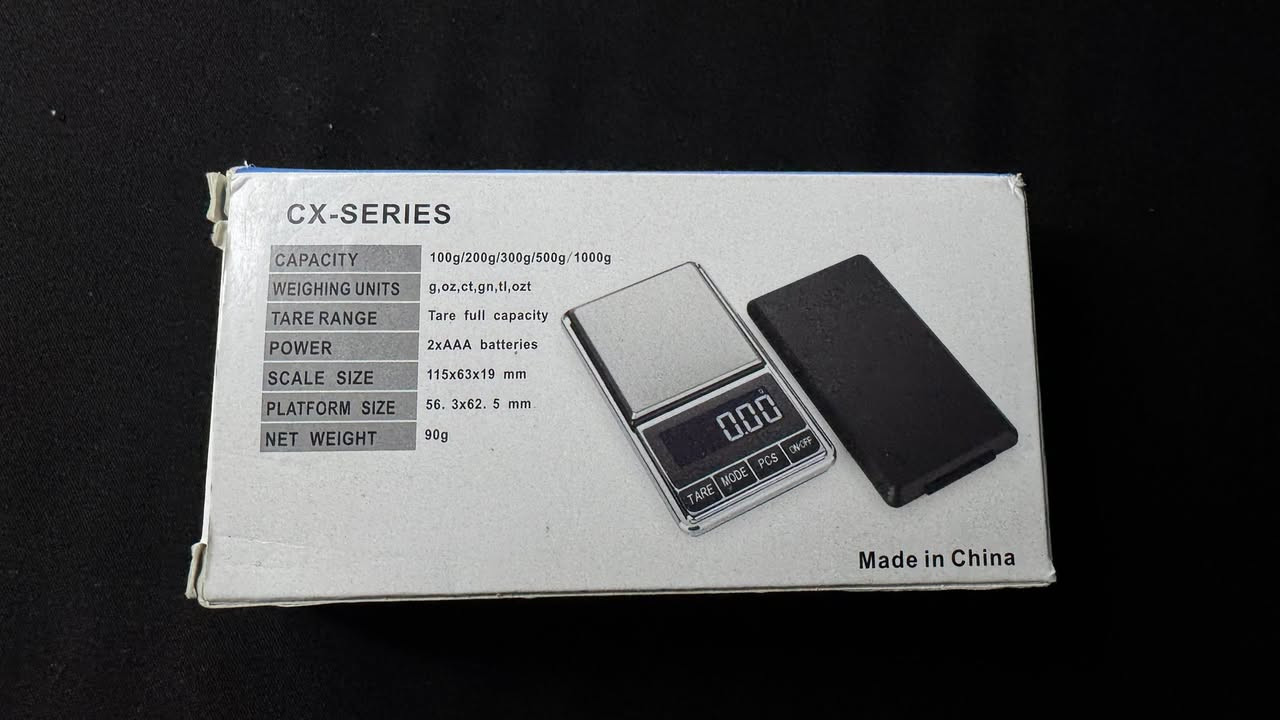 CX-SERIES
CAPACITY 100g/200g/300g/500g/1000g
WEIGHING UNITS g,oz,ct,gn,tl,ozt
TARE RANGE Tare full capacity
POWER 2xAAA batteries
SCALE SIZE 115x63x19 mm
PLATFORM SIZE 56. 3x62. 5 mm
NET WEIGHT 90g
0.00 g
TARE MODE PCS ON-OFF
Made in China